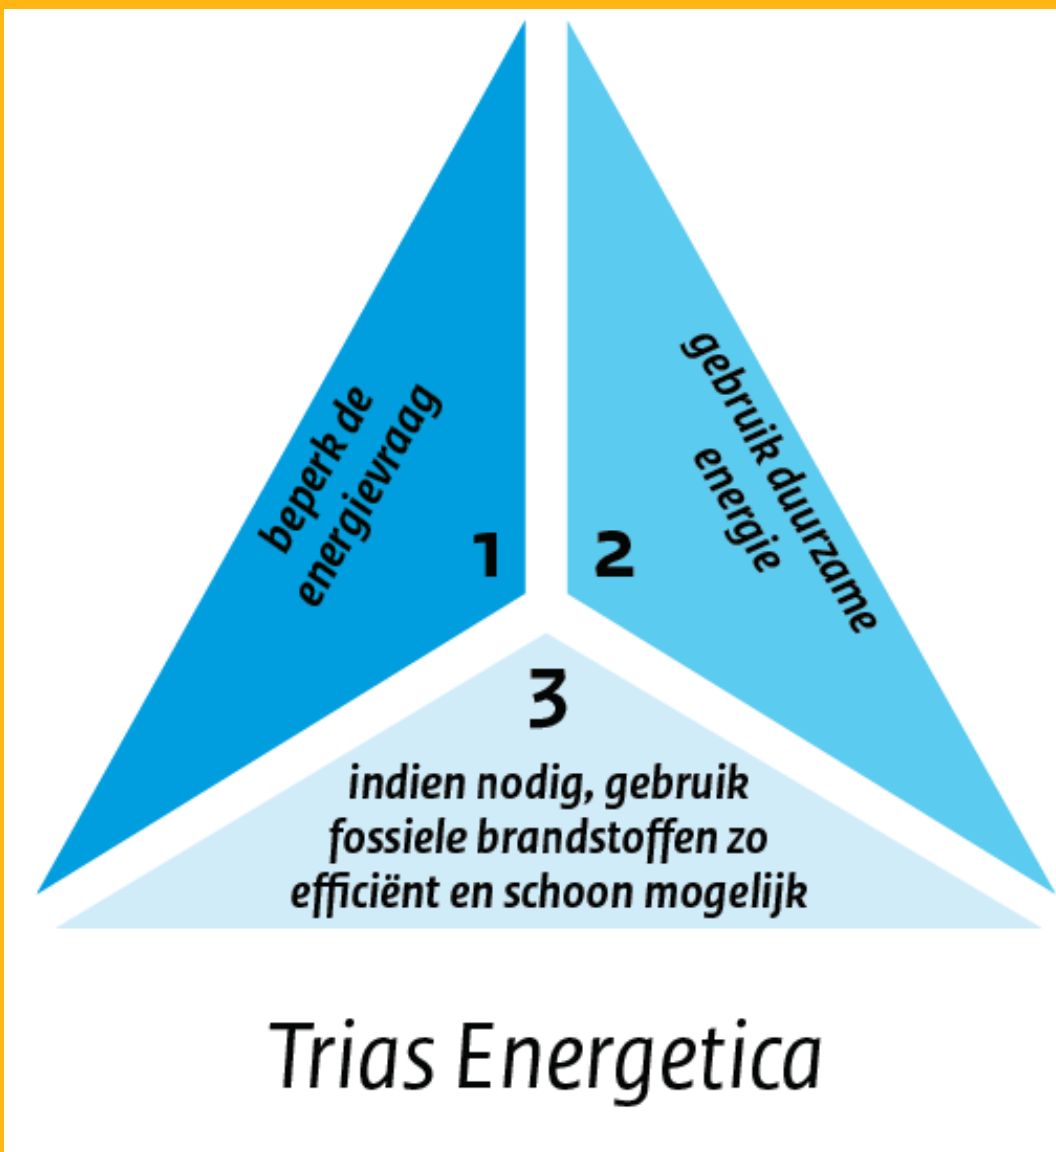 beperk de
energievraag
1
gebruik duurzame
energie
2
3
indien nodig, gebruik
fossiele brandstoffen zo
efficiënt en schoon mogelijk
Trias Energetica